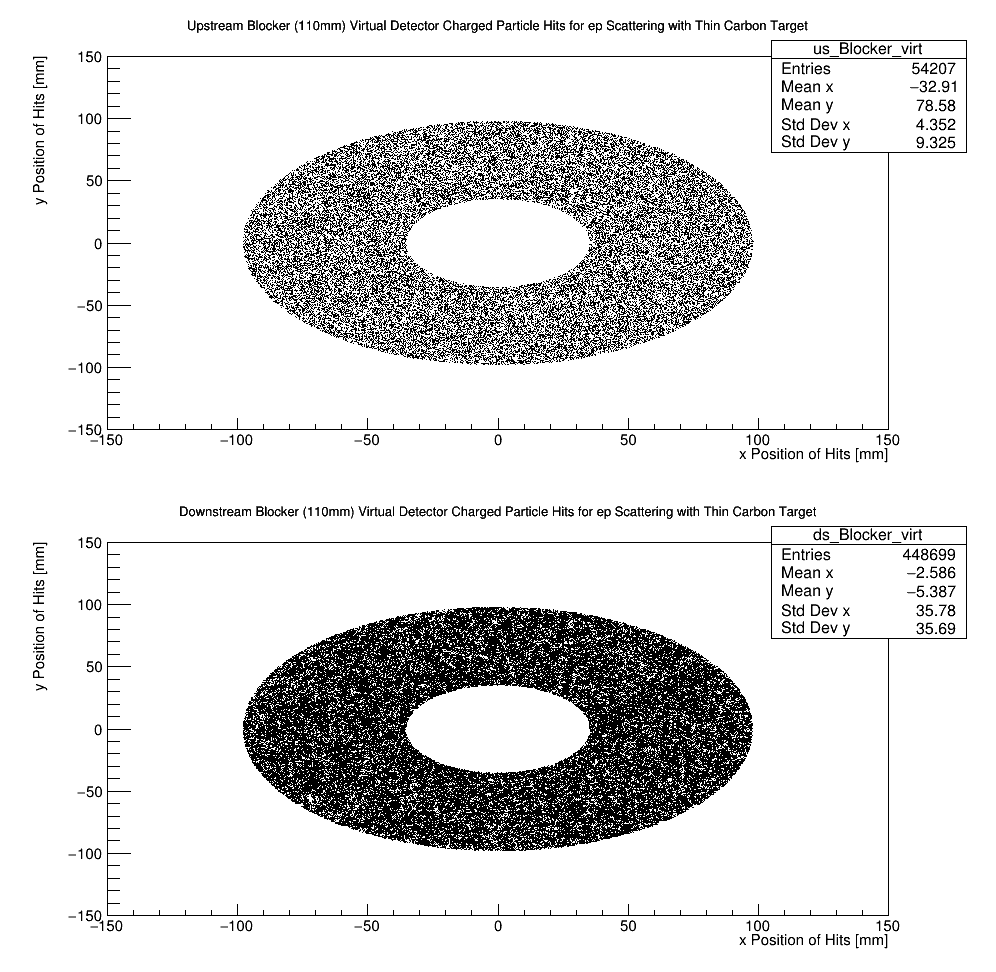 Upstream Blocker (110mm) Virtual Detector Charged Particle Hits for ep Scattering with Thin Carbon Target
us_Blocker_virt
Entries 54207
Mean x −32.91
Mean y 78.58
Std Dev x 4.352
Std Dev y 9.325
y Position of Hits [mm]
150
100
50
0
−50
−100
−150
−150 −100 −50 0 50 100 150
x Position of Hits [mm]
Downstream Blocker (110mm) Virtual Detector Charged Particle Hits for ep Scattering with Thin Carbon Target
ds_Blocker_virt
Entries 448699
Mean x −2.586
Mean y −5.387
Std Dev x 35.78
Std Dev y 35.69
y Position of Hits [mm]
150
100
50
0
−50
−100
−150
−150 −100 −50 0 50 100 150
x Position of Hits [mm]